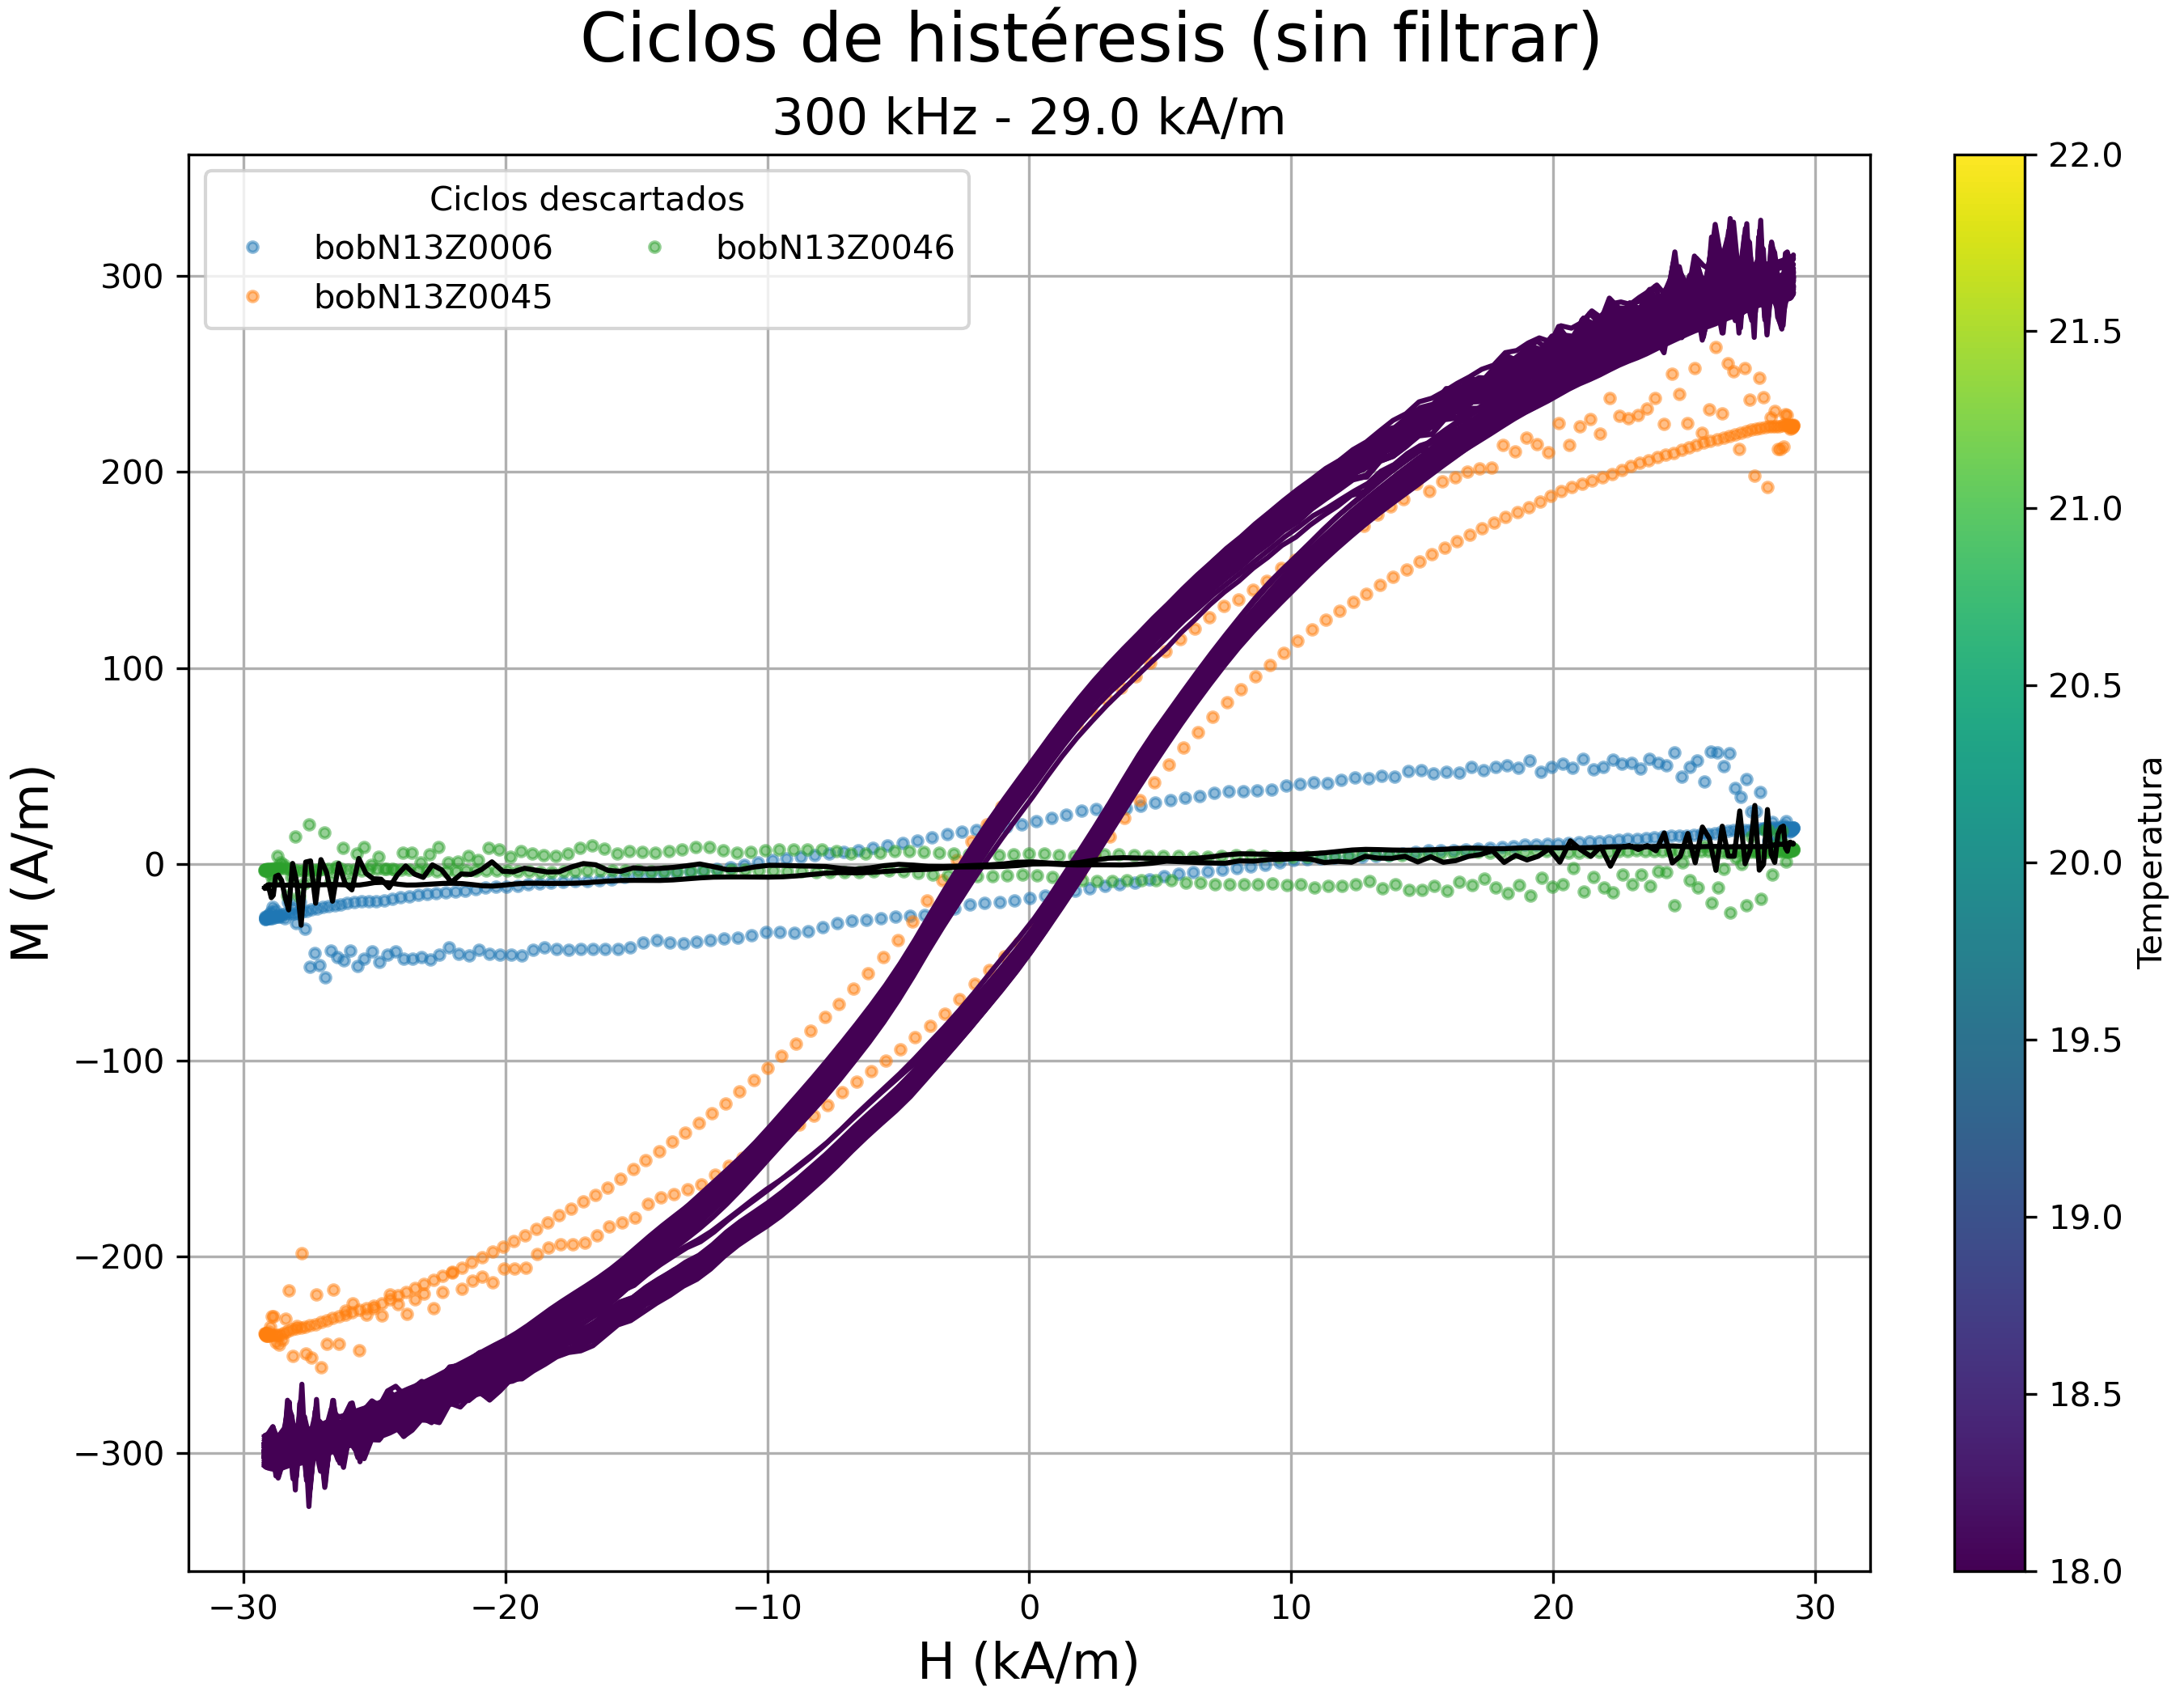 Ciclos de histéresis (sin filtrar)
300 kHz - 29.0 kA/m
Ciclos descartados
bobN13Z0006
bobN13Z0045
bobN13Z0046
300
200
100
0
−100
−200
−300
M (A/m)
−30
−20
−10
0
10
20
30
H (kA/m)
22.0
21.5
21.0
20.5
20.0
19.5
19.0
18.5
18.0
Temperatura